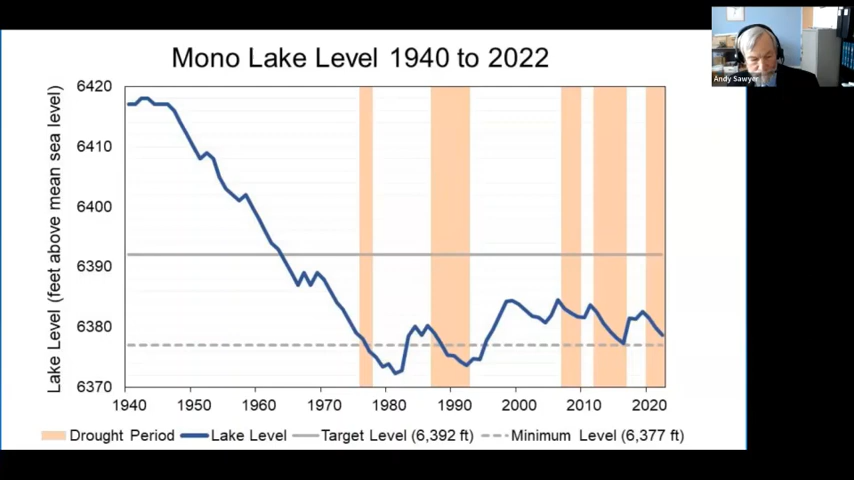 Mono Lake Level 1940 to 2022
Lake Level (feet above mean sea level)
6420
6410
6400
6390
6380
6370
1940 1950 1960 1970 1980 1990 2000 2010 2020
Drought Period Lake Level Target Level (6,392 ft) Minimum Level (6,377 ft)
Andy Sawyer